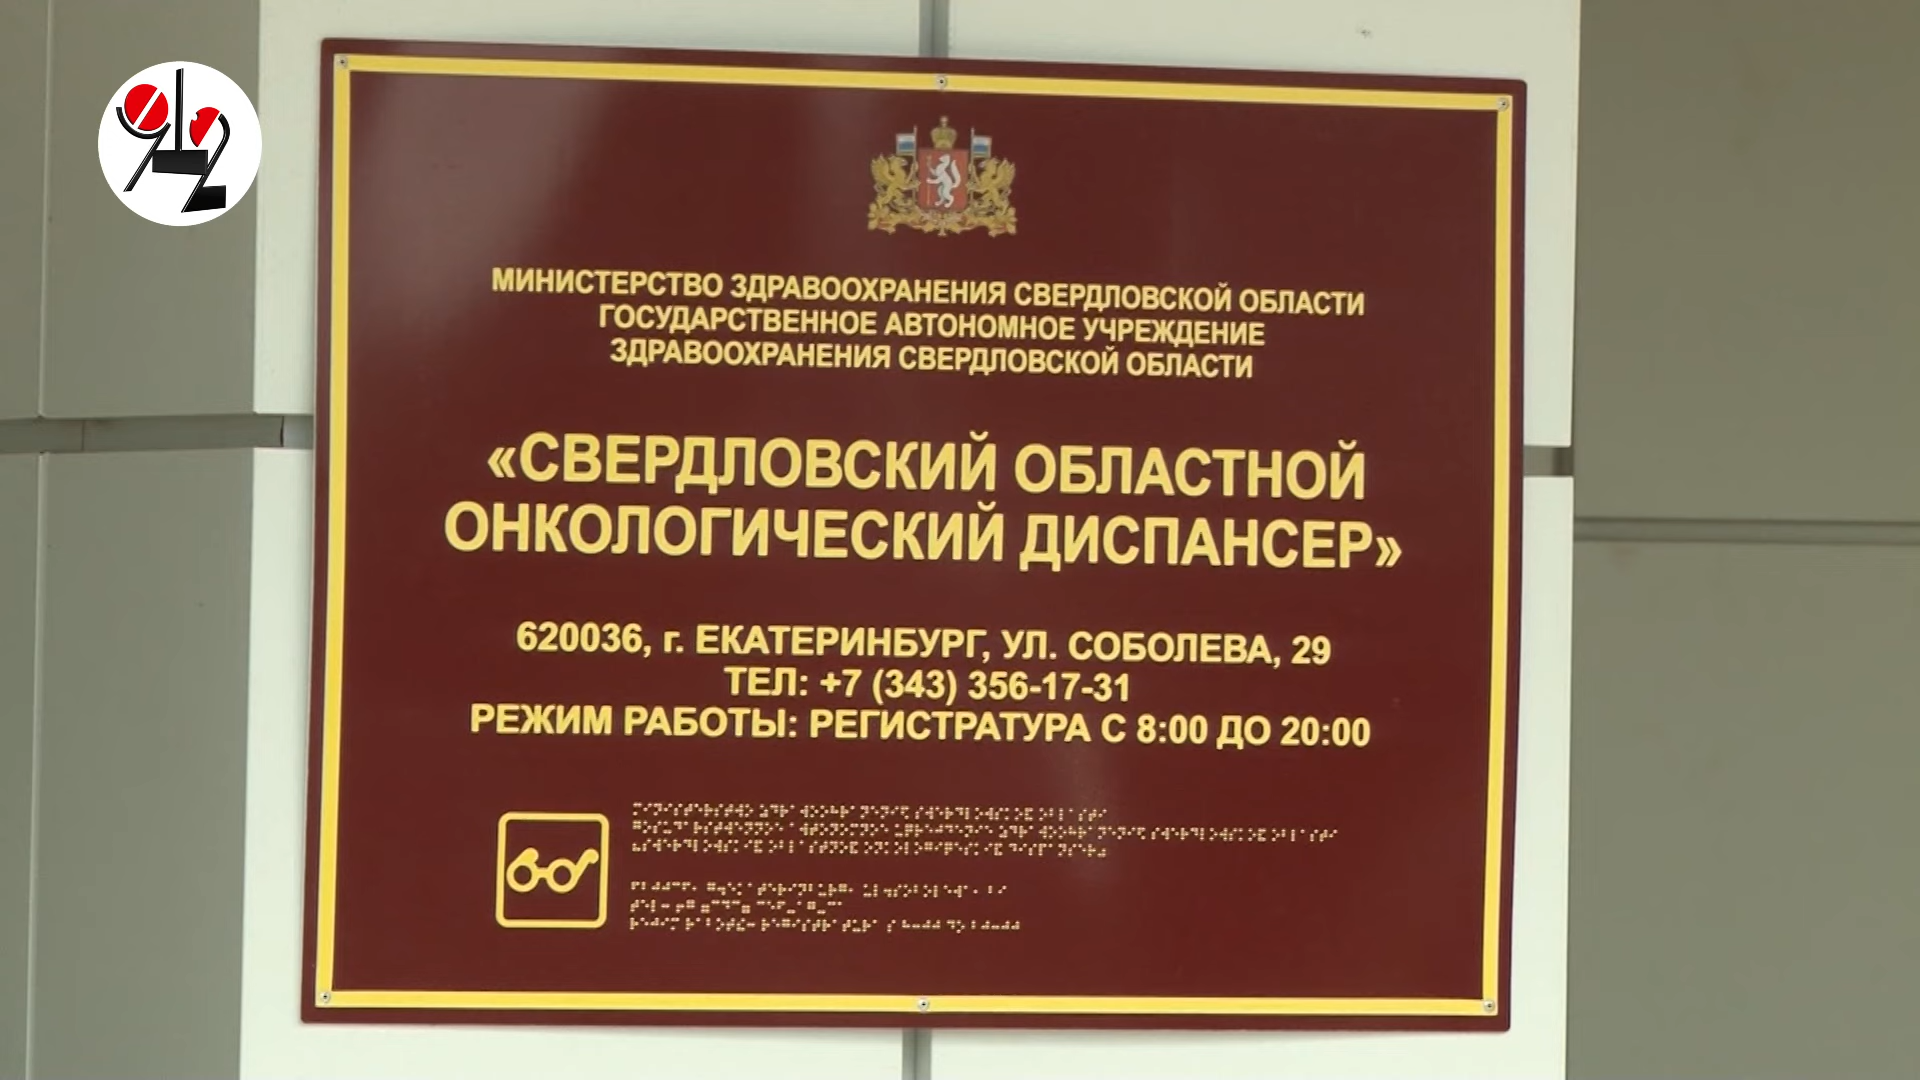 МИНИСТЕРСТВО ЗДРАВООХРАНЕНИЯ СВЕРДЛОВСКОЙ ОБЛАСТИ
ГОСУДАРСТВЕННОЕ АВТОНОМНОЕ УЧРЕЖДЕНИЕ
ЗДРАВООХРАНЕНИЯ СВЕРДЛОВСКОЙ ОБЛАСТИ
«СВЕРДЛОВСКИЙ ОБЛАСТНОЙ
ОНКОЛОГИЧЕСКИЙ ДИСПАНСЕР»
620036, г. ЕКАТЕРИНБУРГ, УЛ. СОБОЛЕВА, 29
ТЕЛ: +7 (343) 356-17-31
РЕЖИМ РАБОТЫ: РЕГИСТРАТУРА С 8:00 ДО 20:00